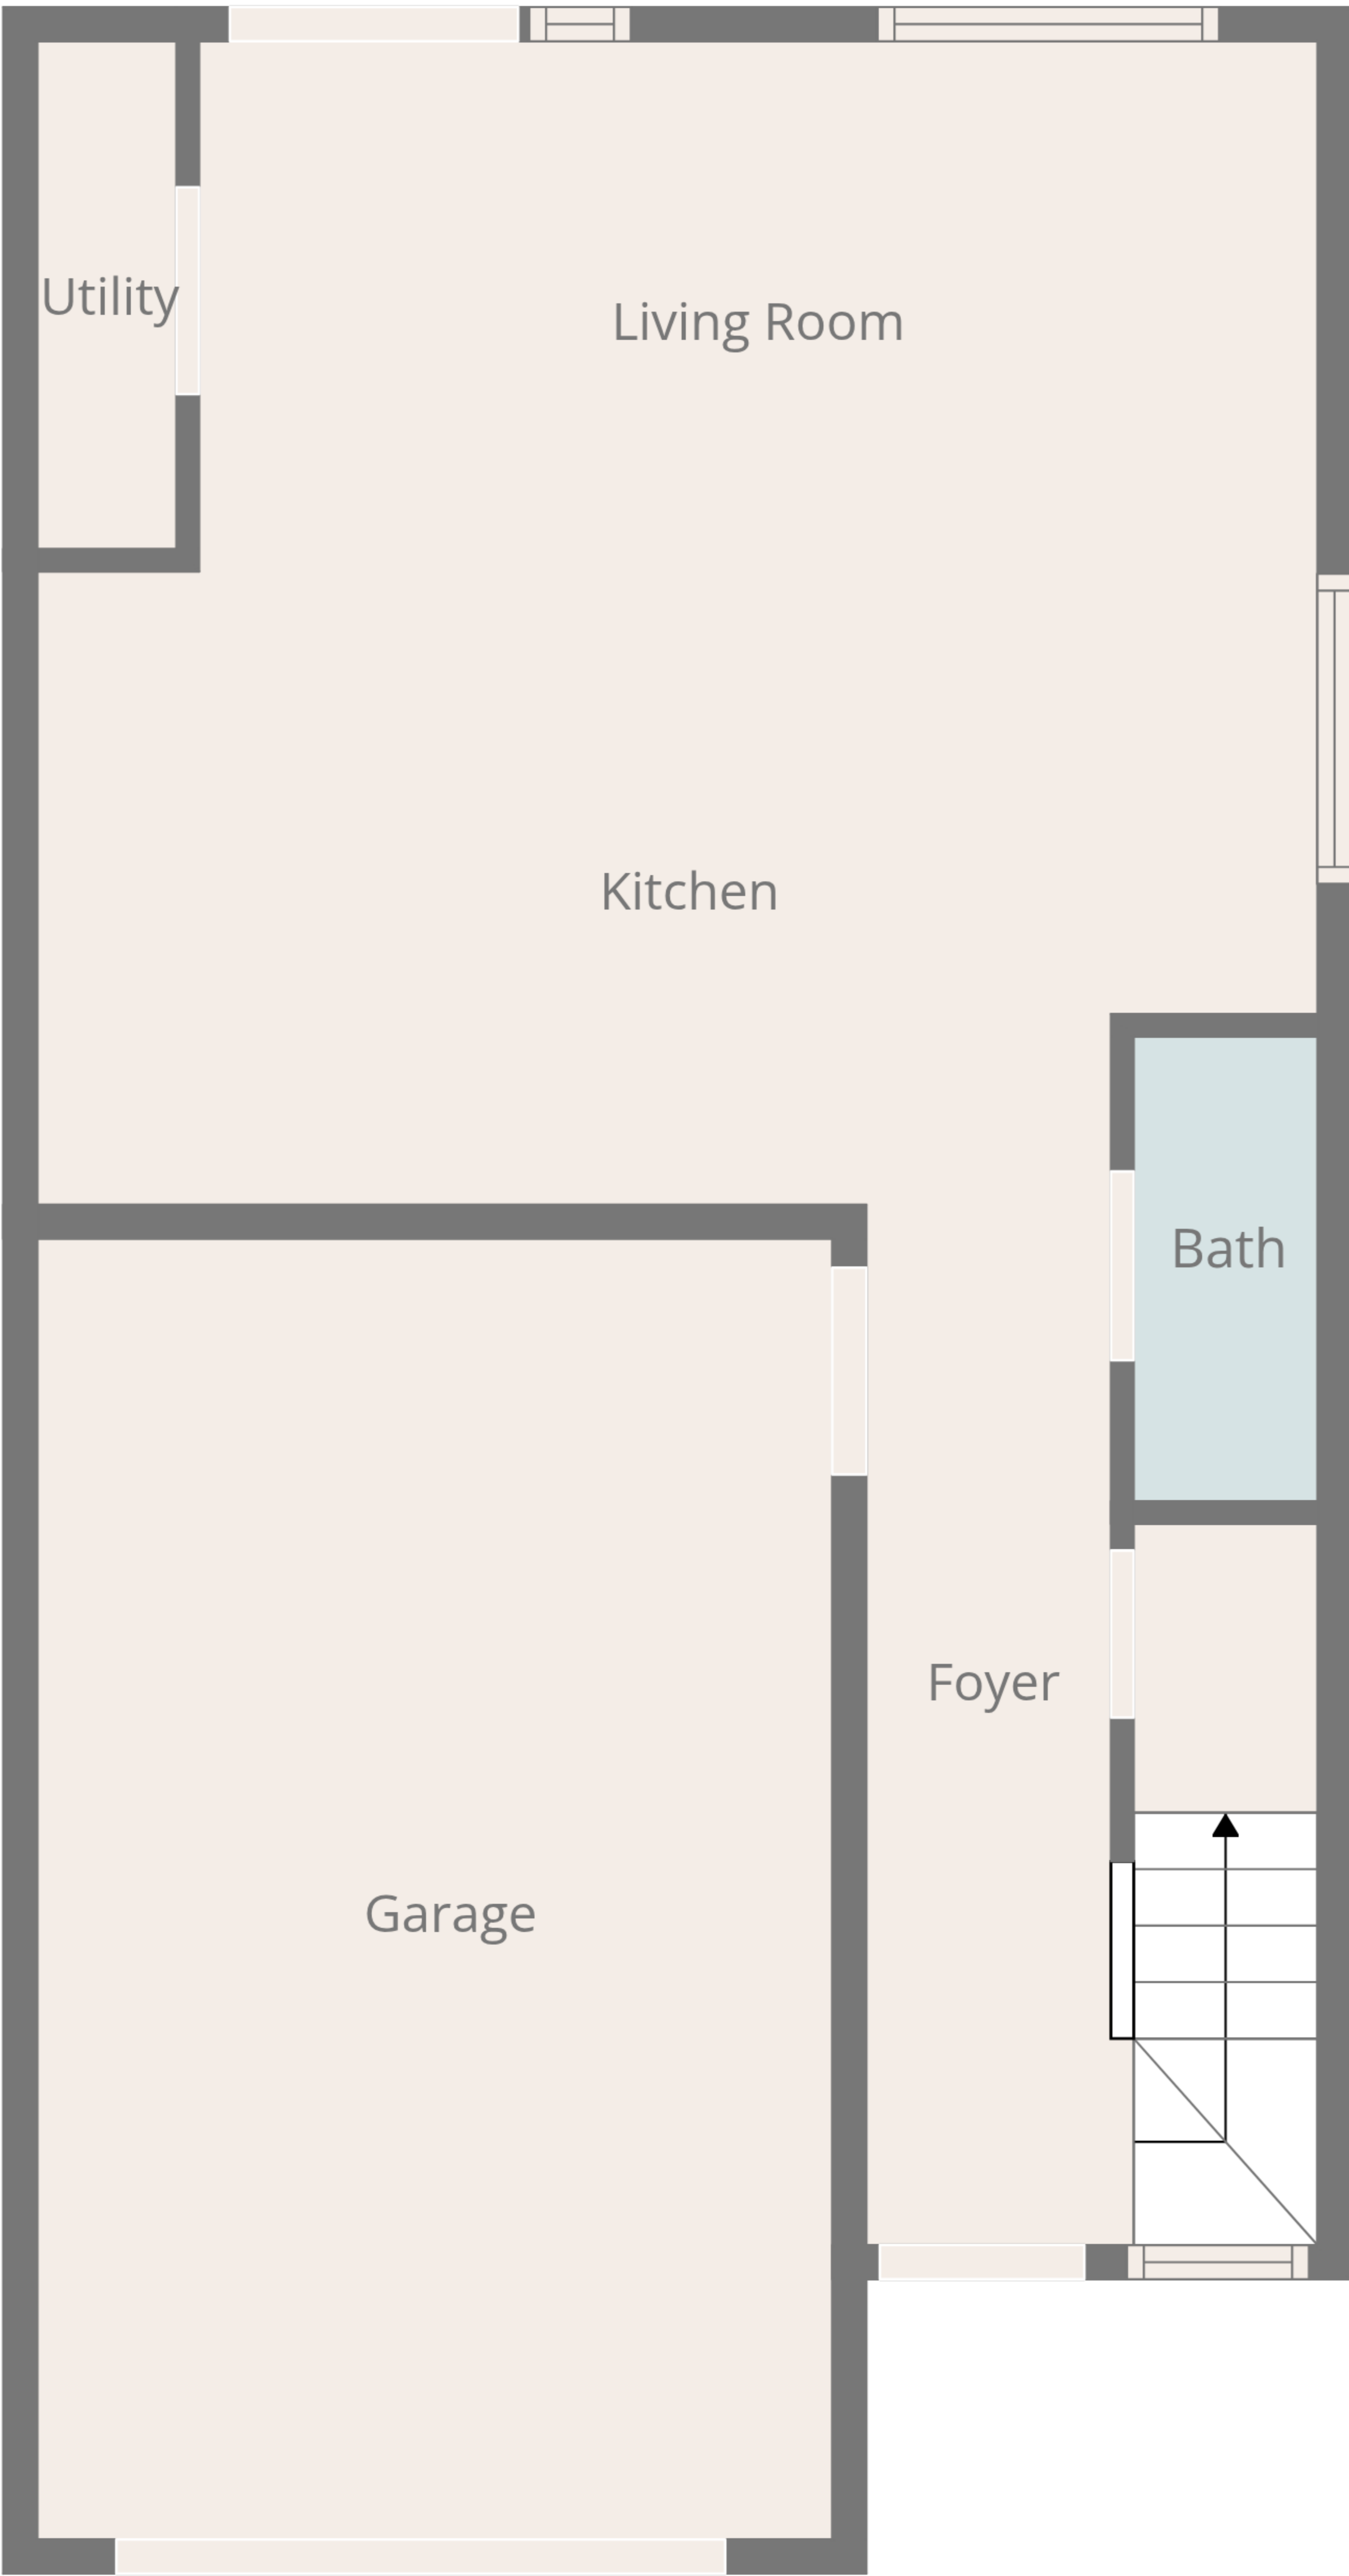 Utility
Living Room
Kitchen
Bath
Foyer
Garage